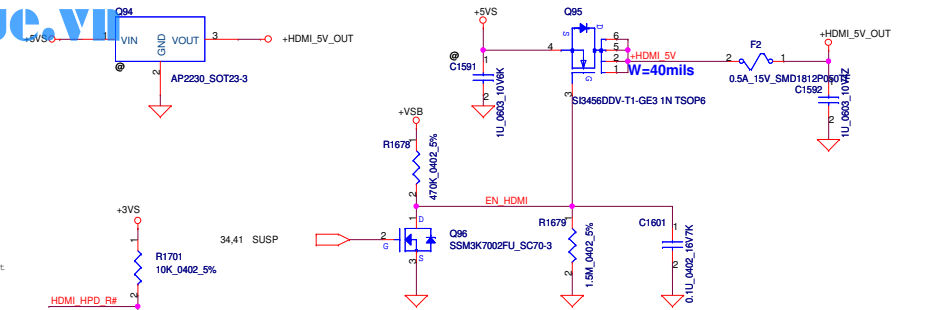 uc.vn
Q94
+5VS
1
VIN
GND
VOUT
3
+HDMI_5V_OUT
@
2
AP2230_SOT23-3
+5VS
Q95
D
S
4
6
5
2
1
G
3
+HDMI_5V
W=40mils
SI3456DDV-T1-GE3 1N TSOP6
@
C1591
1
2
1U_0603_10V6K
F2
2
1
0.5A_15V_SMD1812P050TF
+HDMI_5V_OUT
C1592
1
2
1U_0603_10V6Z
+VSB
R1678
1
2
470K_0402_5%
EN_HDMI
+3VS
1
R1701
10K_0402_5%
2
HDMI_HPD_R#
34,41
SUSP
2
G
1
D
Q96
SSM3K7002FU_SC70-3
S
3
R1679
1
2
1.5M_0402_5%
C1601
1
2
0.1U_0402_16V7K